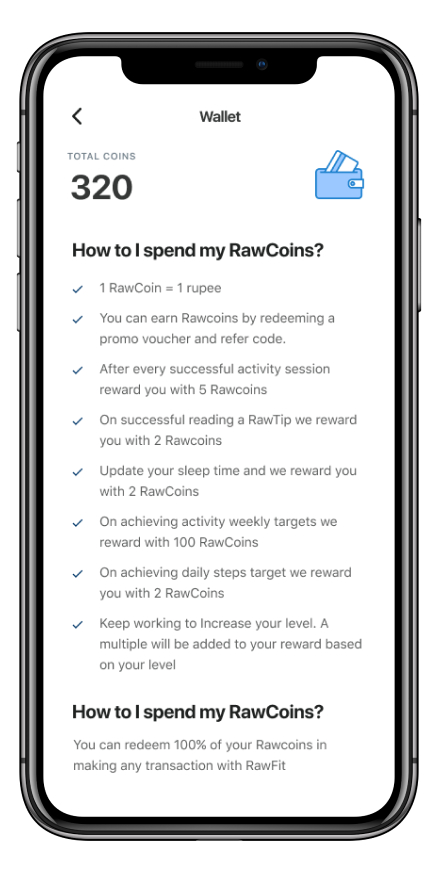 Wallet
TOTAL COINS
320
How to I spend my RawCoins?
1 RawCoin = 1 rupee
You can earn Rawcoins by redeeming a
promo voucher and refer code.
After every successful activity session
reward you with 5 Rawcoins
On successful reading a RawTip we reward
you with 2 Rawcoins
Update your sleep time and we reward you
with 2 RawCoins
On achieving activity weekly targets we
reward with 100 RawCoins
On achieving daily steps target we reward
you with 2 RawCoins
Keep working to Increase your level. A
multiple will be added to your reward based
on your level
How to I spend my RawCoins?
You can redeem 100% of your Rawcoins in
making any transaction with RawFit